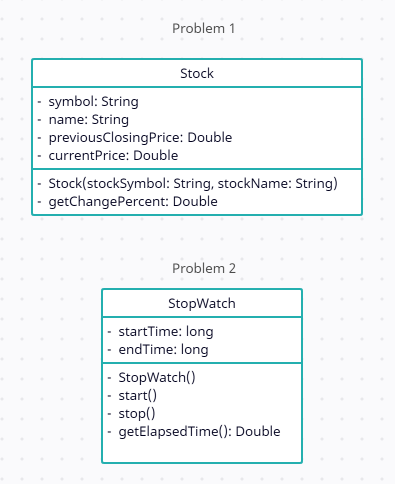 Problem 1
Stock
- symbol: String
- name: String
- previousClosingPrice: Double
- currentPrice: Double
- Stock(stockSymbol: String, stockName: String)
- getChangePercent: Double
Problem 2
StopWatch
- startTime: long
- endTime: long
- StopWatch()
- start()
- stop()
- getElapsedTime(): Double